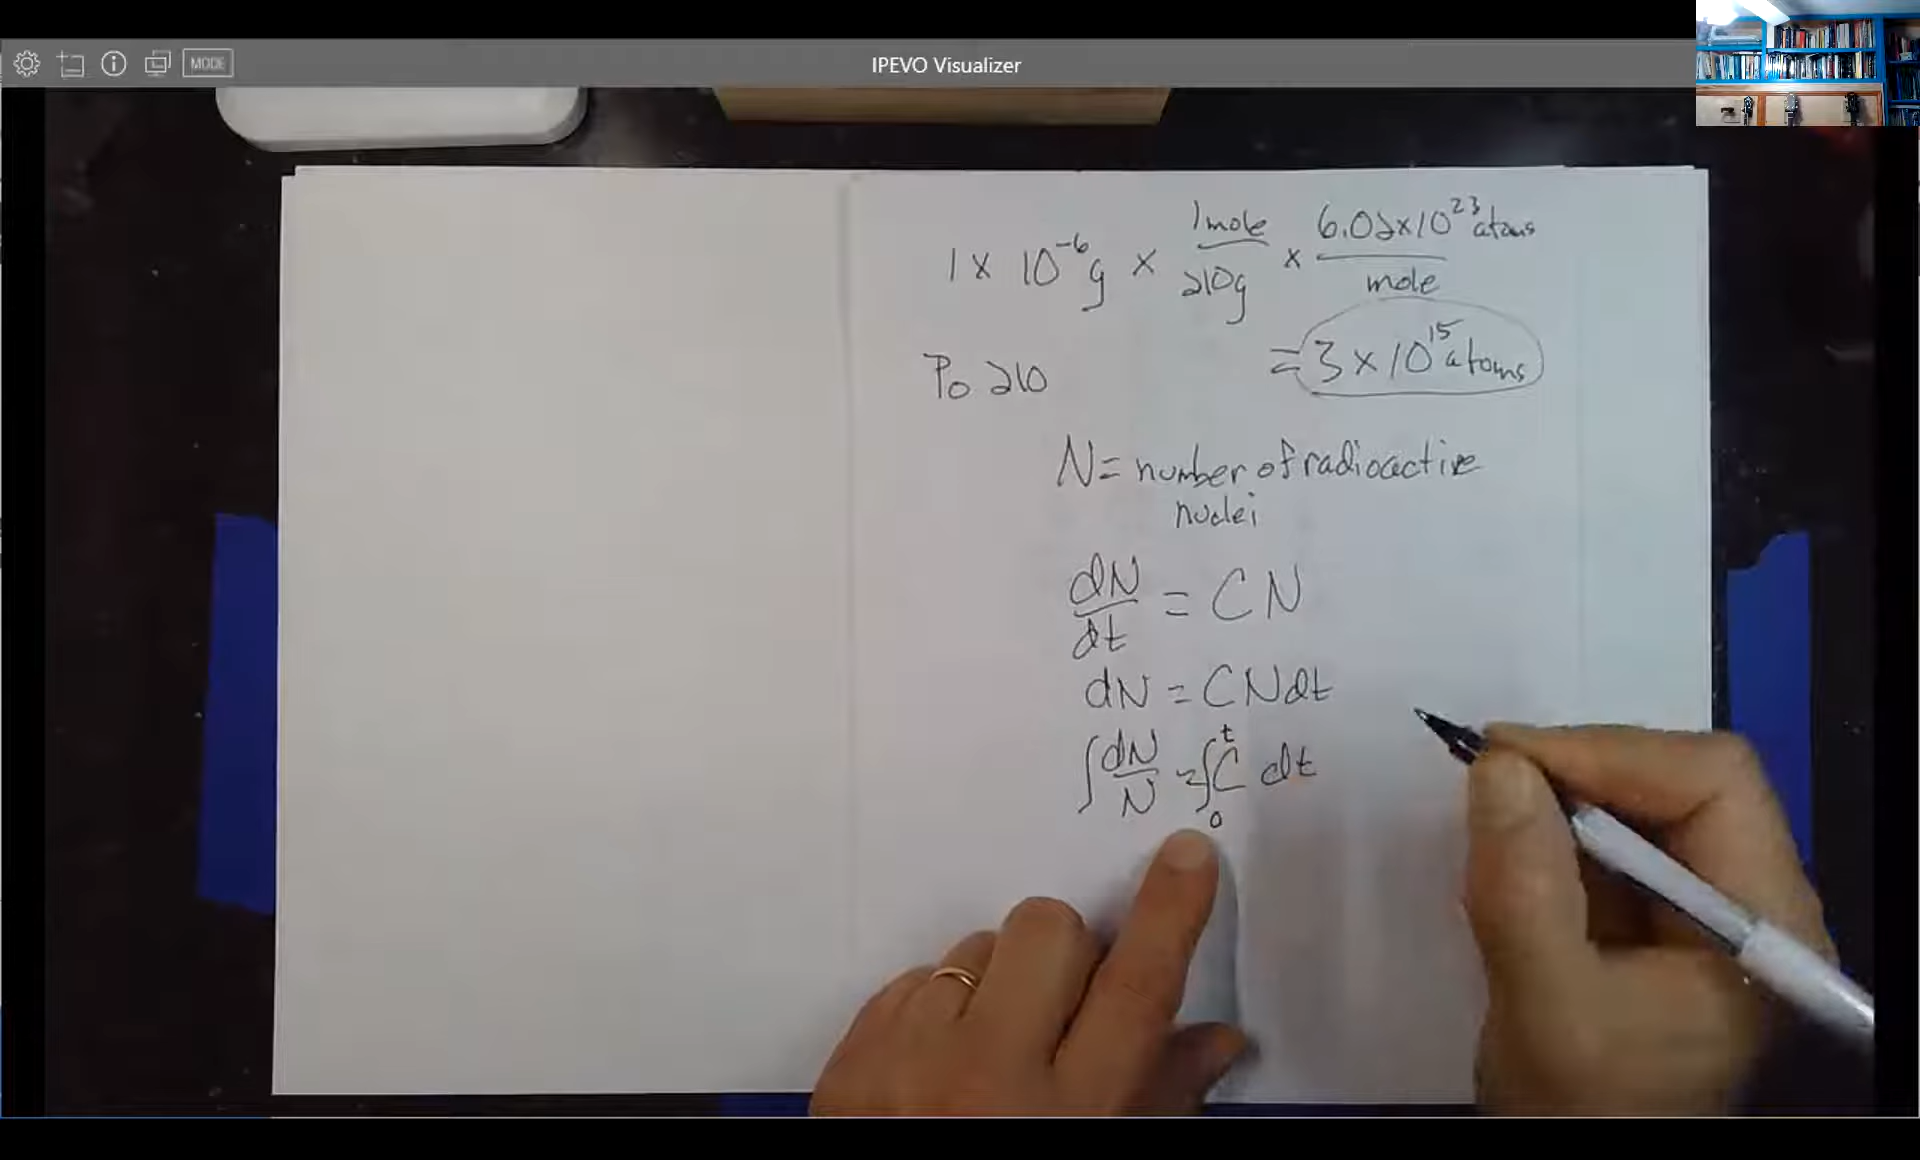 MODE
IPEVO Visualizer
1 x 10^-6 g x 1 mole / 210g x 6.02x10^23 atoms / mole
= 3 x 10^15 atoms
Po 210
N = number of radioactive
nuclei
dN/dt = CN
dN = CNdt
∫ dN/N = ∫_0^t C dt